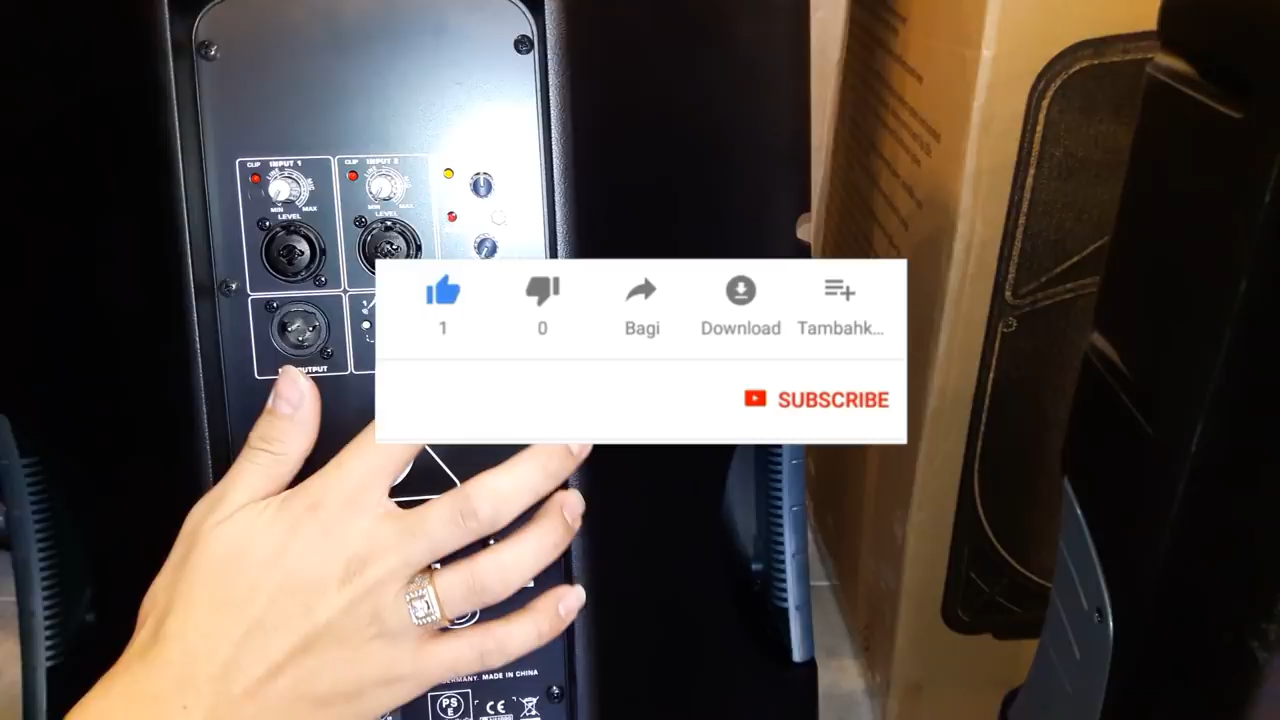 CLIP INPUT 1
LINE MIC
MIN MAX
LEVEL
CLIP INPUT 2
LINE MIC
MIN MAX
LEVEL
OUTPUT
1
0
Bagi
Download
Tambahk...
SUBSCRIBE
GERMANY. MADE IN CHINA
PS
E
CE